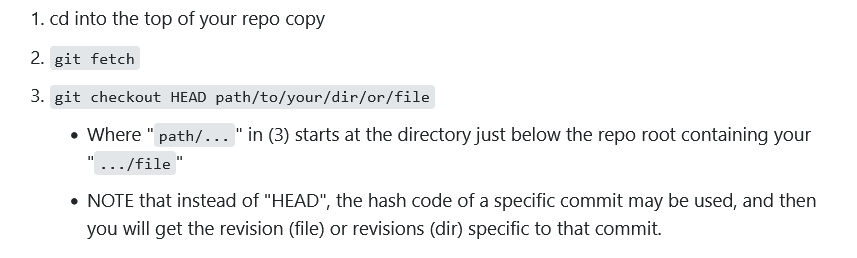 1. cd into the top of your repo copy
2. git fetch
3. git checkout HEAD path/to/your/dir/or/file
• Where "path/..." in (3) starts at the directory just below the repo root containing your
".../file"
• NOTE that instead of "HEAD", the hash code of a specific commit may be used, and then
you will get the revision (file) or revisions (dir) specific to that commit.